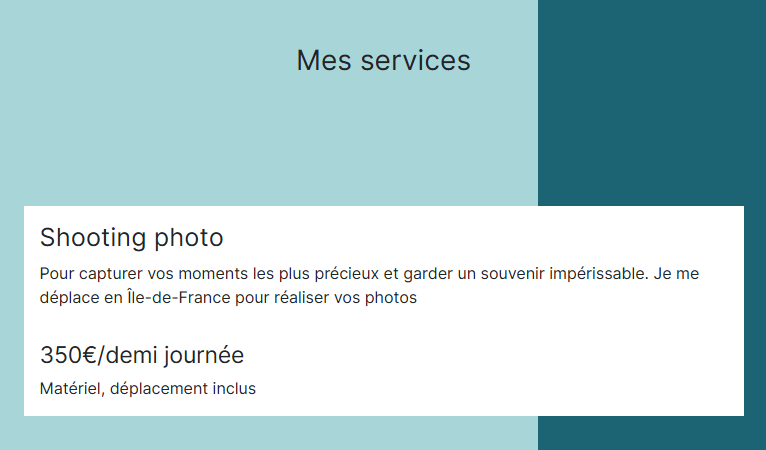 Mes services
Shooting photo
Pour capturer vos moments les plus précieux et garder un souvenir impérissable. Je me
déplace en Île-de-France pour réaliser vos photos
350€/demi journée
Matériel, déplacement inclus